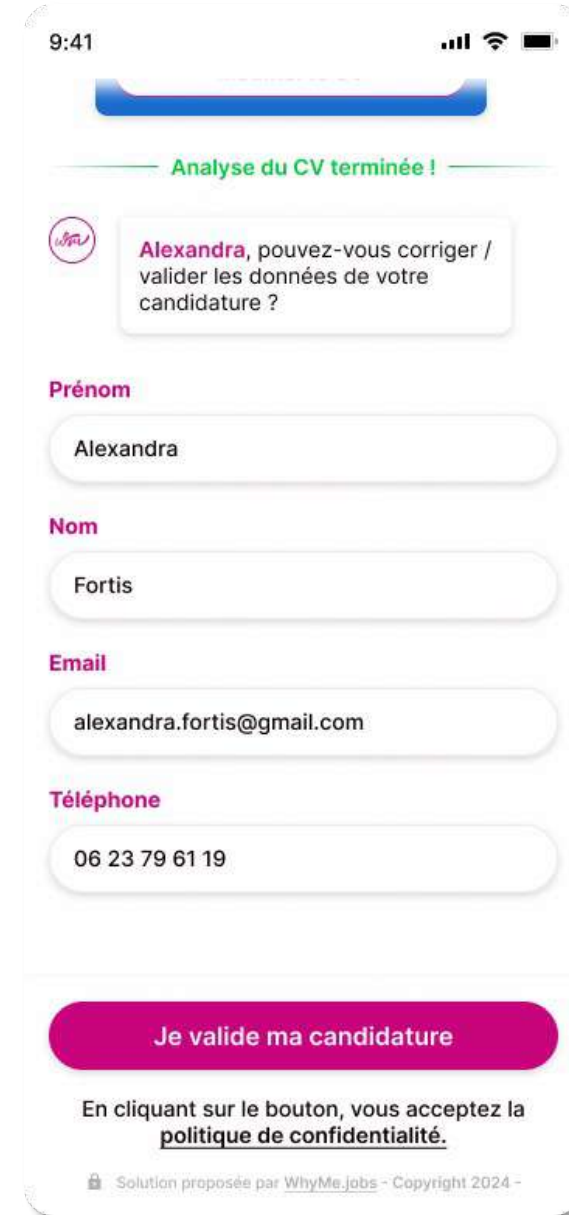 9:41
Analyse du CV terminée !
wm
Alexandra, pouvez-vous corriger /
valider les données de votre
candidature ?
Prénom
Alexandra
Nom
Fortis
Email
alexandra.fortis@gmail.com
Téléphone
06 23 79 61 19
Je valide ma candidature
En cliquant sur le bouton, vous acceptez la
politique de confidentialité.
Solution proposée par WhyMe.jobs - Copyright 2024 -